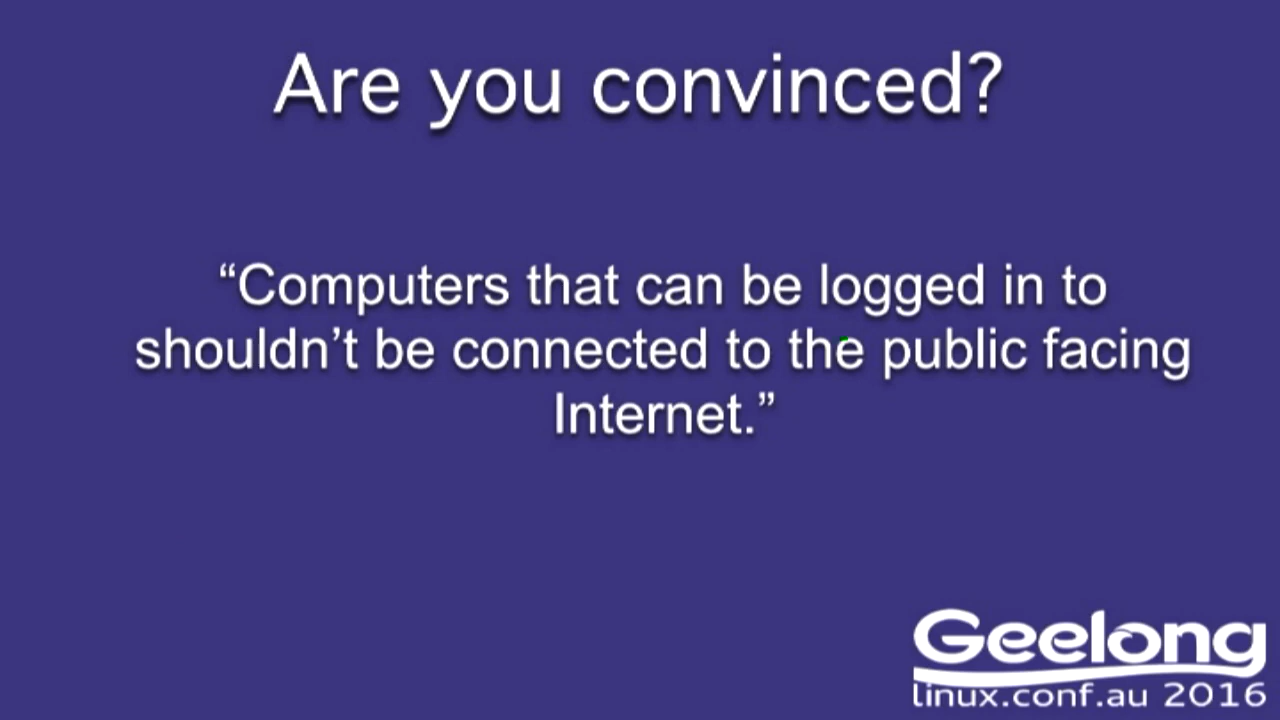 Are you convinced?
“Computers that can be logged in to
shouldn’t be connected to the public facing
Internet.”
Geelong
linux.conf.au 2016